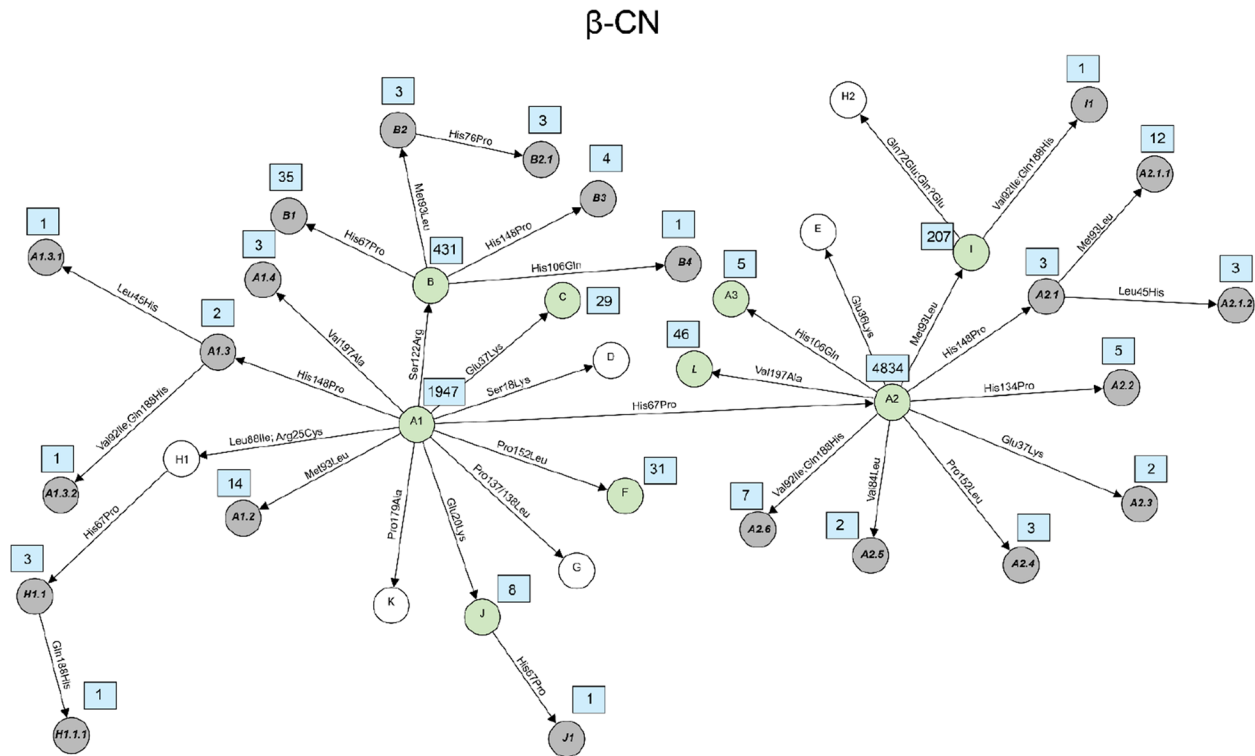 β-CN
3
B2
His76Pro
3
B2.1
Met93Leu
4
B3
His148Pro
35
B1
His67Pro
3
A1.4
Val197Ala
431
B
His106Gln
1
B4
1
A1.3.1
Leu45His
2
A1.3
His148Pro
Val92Ile;Gln188His
1
A1.3.2
Ser122Arg
Glu37Lys
C
29
1947
A1
Ser18Lys
D
His67Pro
Leu88Ile; Arg25Cys
H1
Met93Leu
14
A1.2
Pro152Leu
31
F
Pro137/138Leu
G
Pro179Ala
K
Glu20Lys
8
J
His67Pro
1
J1
His67Pro
3
H1.1
Gln188His
1
H1.1.1
H2
Gln72Glu;Gln?Glu
1
I1
Val92Ile;Gln188His
207
I
12
A2.1.1
Met93Leu
3
A2.1
Leu45His
3
A2.1.2
E
Glu36Lys
Met93Leu
His148Pro
5
A3
His106Gln
46
L
Val197Ala
4834
A2
His134Pro
5
A2.2
Glu37Lys
2
A2.3
Pro152Leu
3
A2.4
Val84Leu
2
A2.5
Val92Ile;Gln188His
7
A2.6